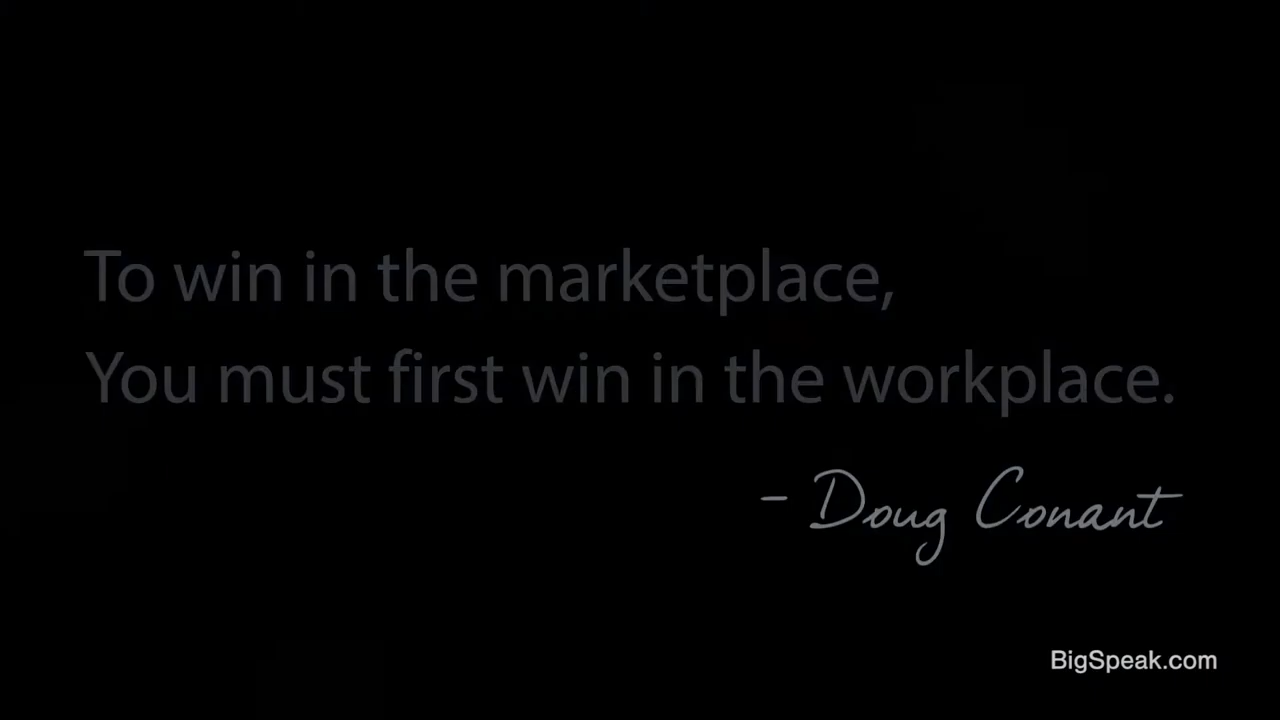 To win in the marketplace,
You must first win in the workplace.
- Doug Conant
BigSpeak.com